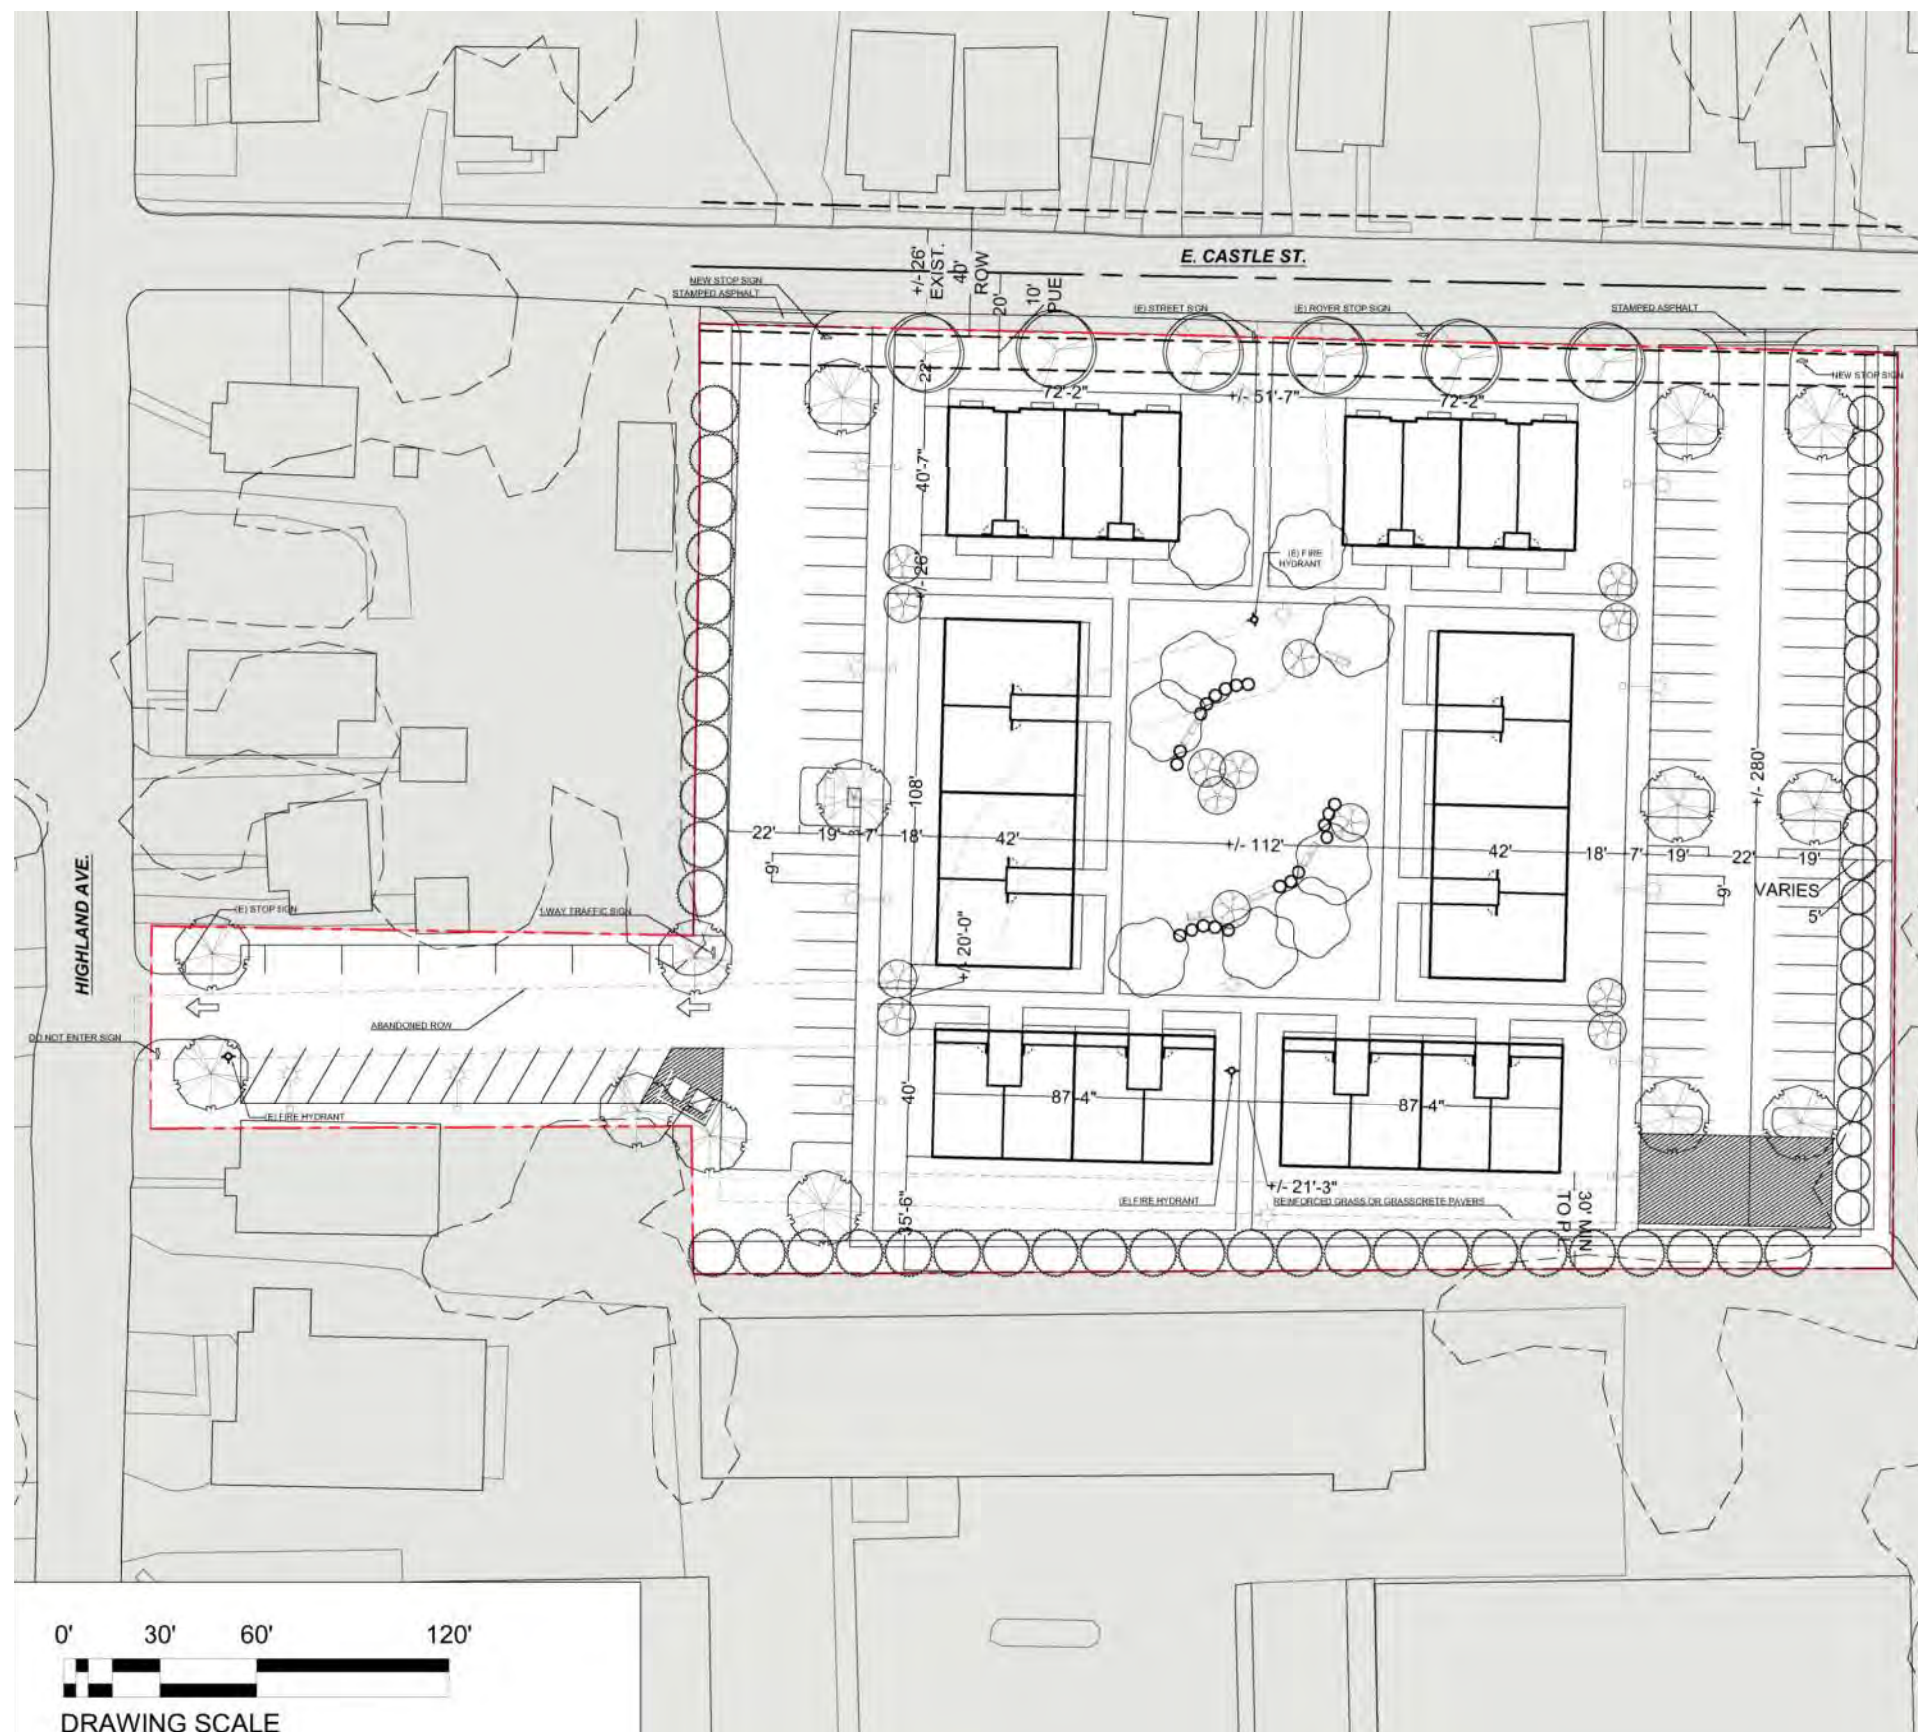 E. CASTLE ST.
+/- 26'
EXIST.
40'
ROW
20'
10'
PUE
NEW STOP SIGN
STAMPED ASPHALT
(E) STREET SIGN
(E) ROYER STOP SIGN
STAMPED ASPHALT
NEW STOP SIGN
22'
72'-2"
+/- 51'-7"
72'-2"
40'-7"
(E) FIRE
HYDRANT
+/- 26'
108'
+/- 280'
22'
19'
7'
18'
42'
+/- 112'
42'
18'
7'
19'
22'
19'
9'
9'
VARIES
5'
HIGHLAND AVE.
(E) STOP SIGN
1-WAY TRAFFIC SIGN
+/- 20'-0"
ABANDONED ROW
DO NOT ENTER SIGN
(E) FIRE HYDRANT
40'
87'-4"
87'-4"
+/- 21'-3"
(E) FIRE HYDRANT
REINFORCED GRASS OR GRASSCRETE PAVERS
35'-6"
30' MIN
0'
30'
60'
120'
DRAWING SCALE